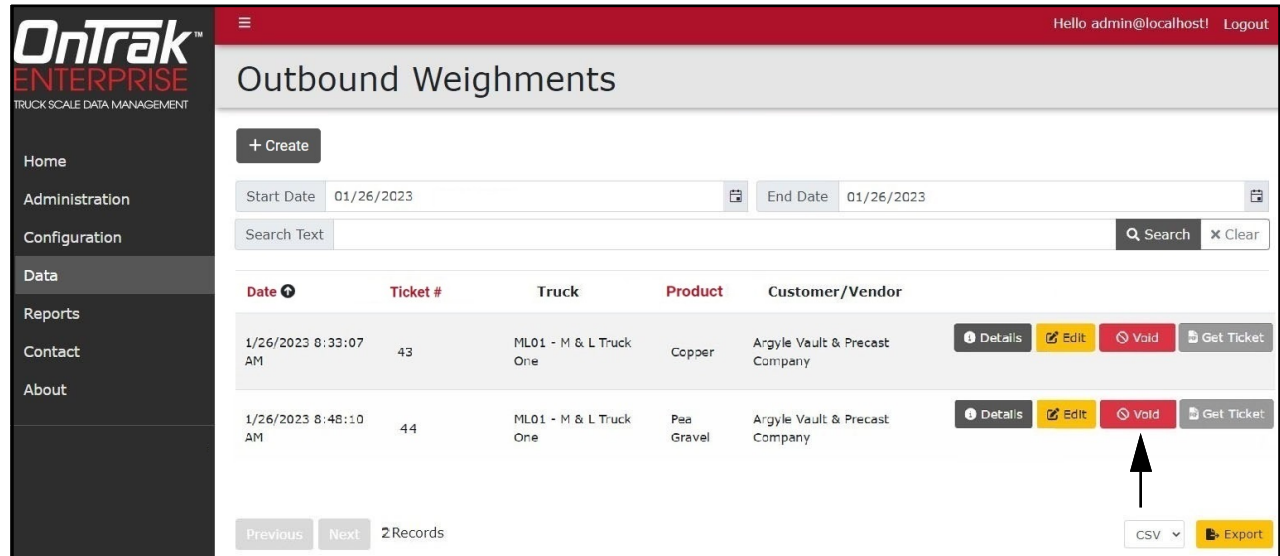 OnTrak™
ENTERPRISE
TRUCK SCALE DATA MANAGEMENT
Home
Administration
Configuration
Data
Reports
Contact
About
Hello admin@localhost! Logout
Outbound Weighments
+ Create
Start Date 01/26/2023 End Date 01/26/2023
Search Text Search × Clear
Date Ticket # Truck Product Customer/Vendor
1/26/2023 8:33:07
AM
43
ML01 - M & L Truck
One
Copper
Argyle Vault & Precast
Company
Details Edit Void Get Ticket
1/26/2023 8:48:10
AM
44
ML01 - M & L Truck
One
Pea
Gravel
Argyle Vault & Precast
Company
Details Edit Void Get Ticket
Previous Next 2 Records CSV Export